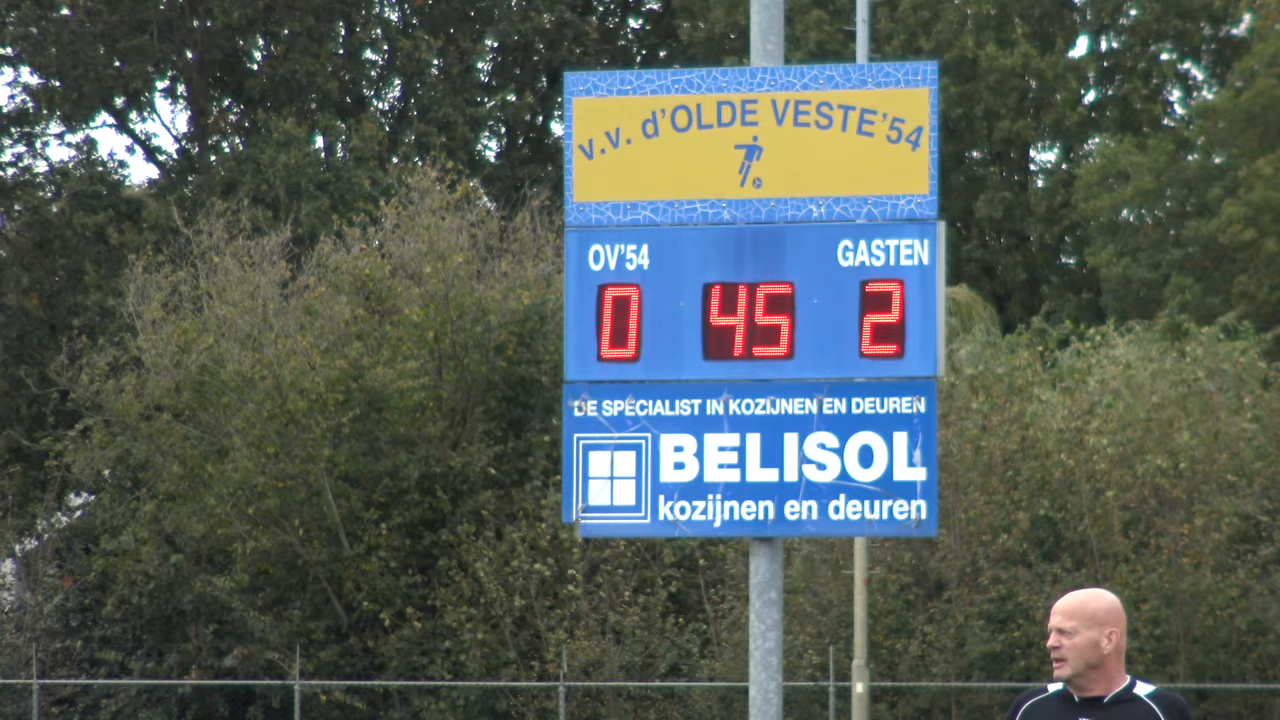 v.v. d'OLDE VESTE'54
OV'54 GASTEN
0 45 2
DE SPECIALIST IN KOZIJNEN EN DEUREN
BELISOL
kozijnen en deuren